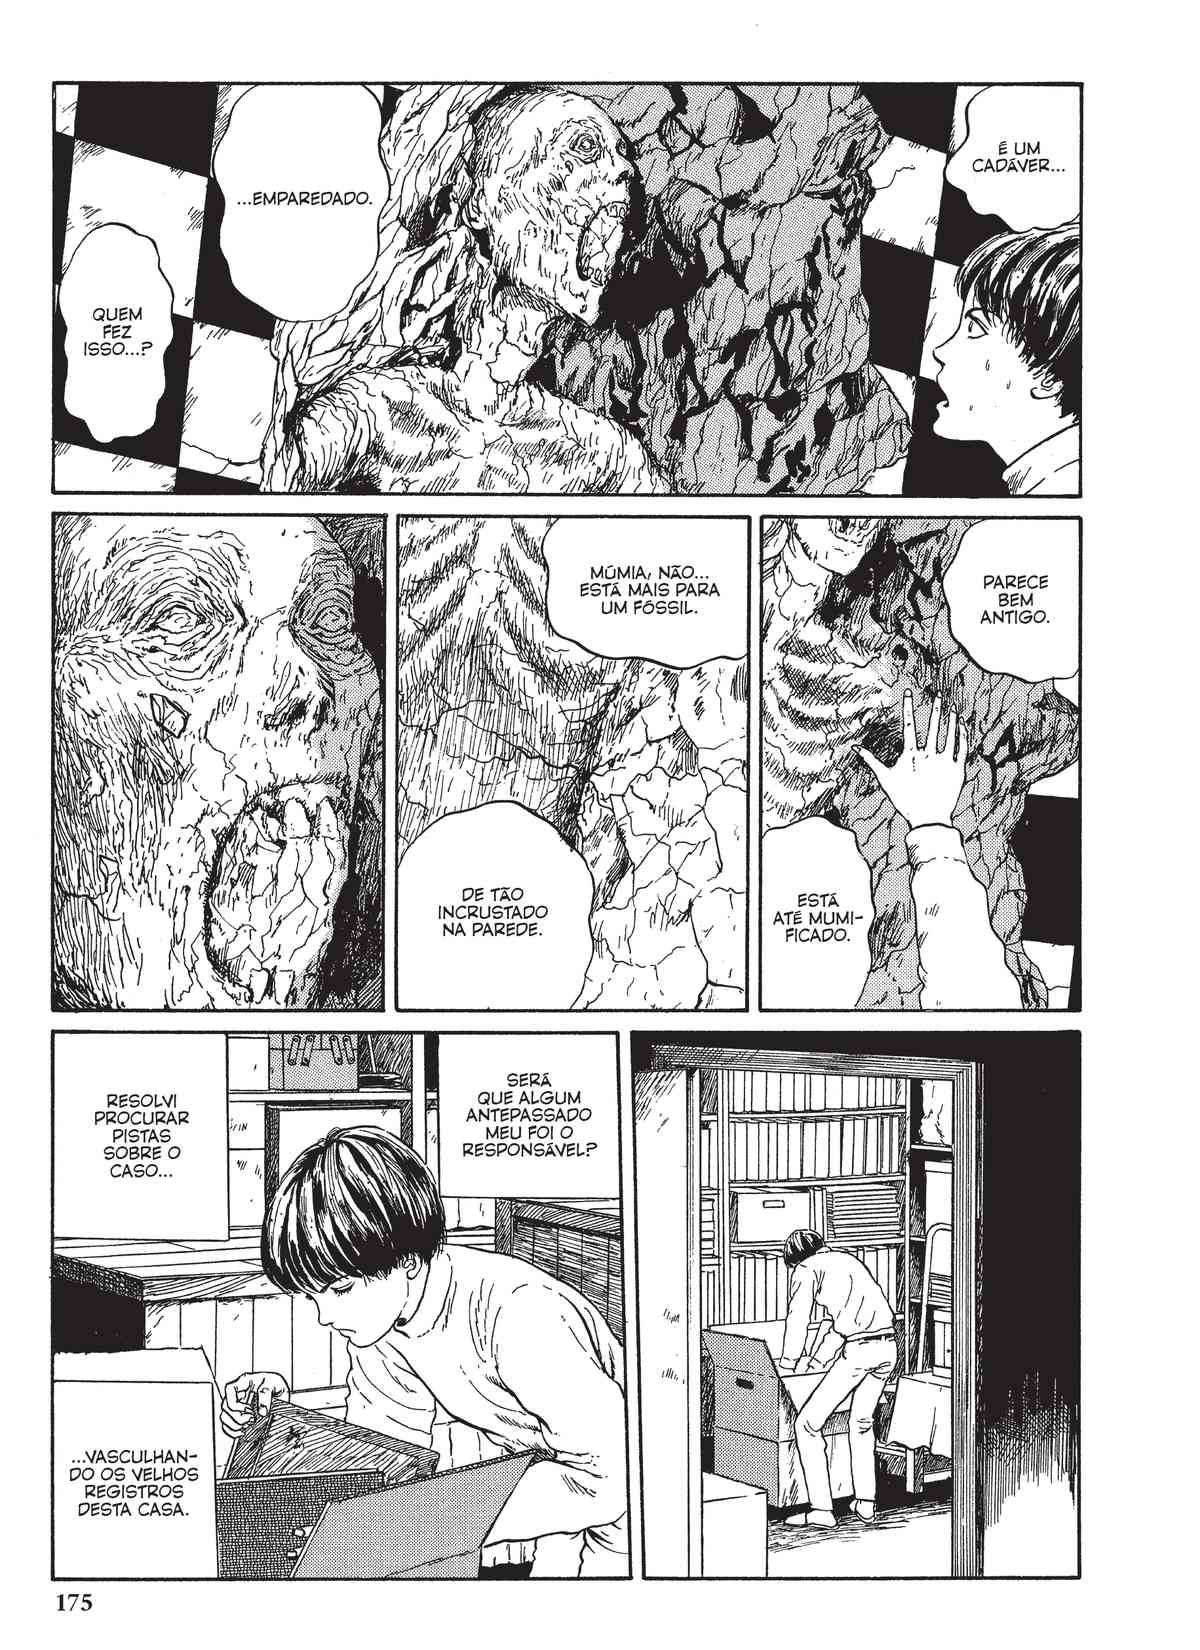 É UM
CADÁVER...
...EMPAREDADO.
QUEM
FEZ
ISSO...?
PARECE
BEM
ANTIGO.
ESTÁ
ATÉ MUMI-
FICADO.
MÚMIA, NÃO...
ESTÁ MAIS PARA
UM FÓSSIL.
DE TÃO
INCRUSTADO
NA PAREDE.
SERÁ
QUE ALGUM
ANTEPASSADO
MEU FOI O
RESPONSÁVEL?
RESOLVI
PROCURAR
PISTAS
SOBRE O
CASO...
...VASCULHAN-
DO OS VELHOS
REGISTROS
DESTA CASA.
175